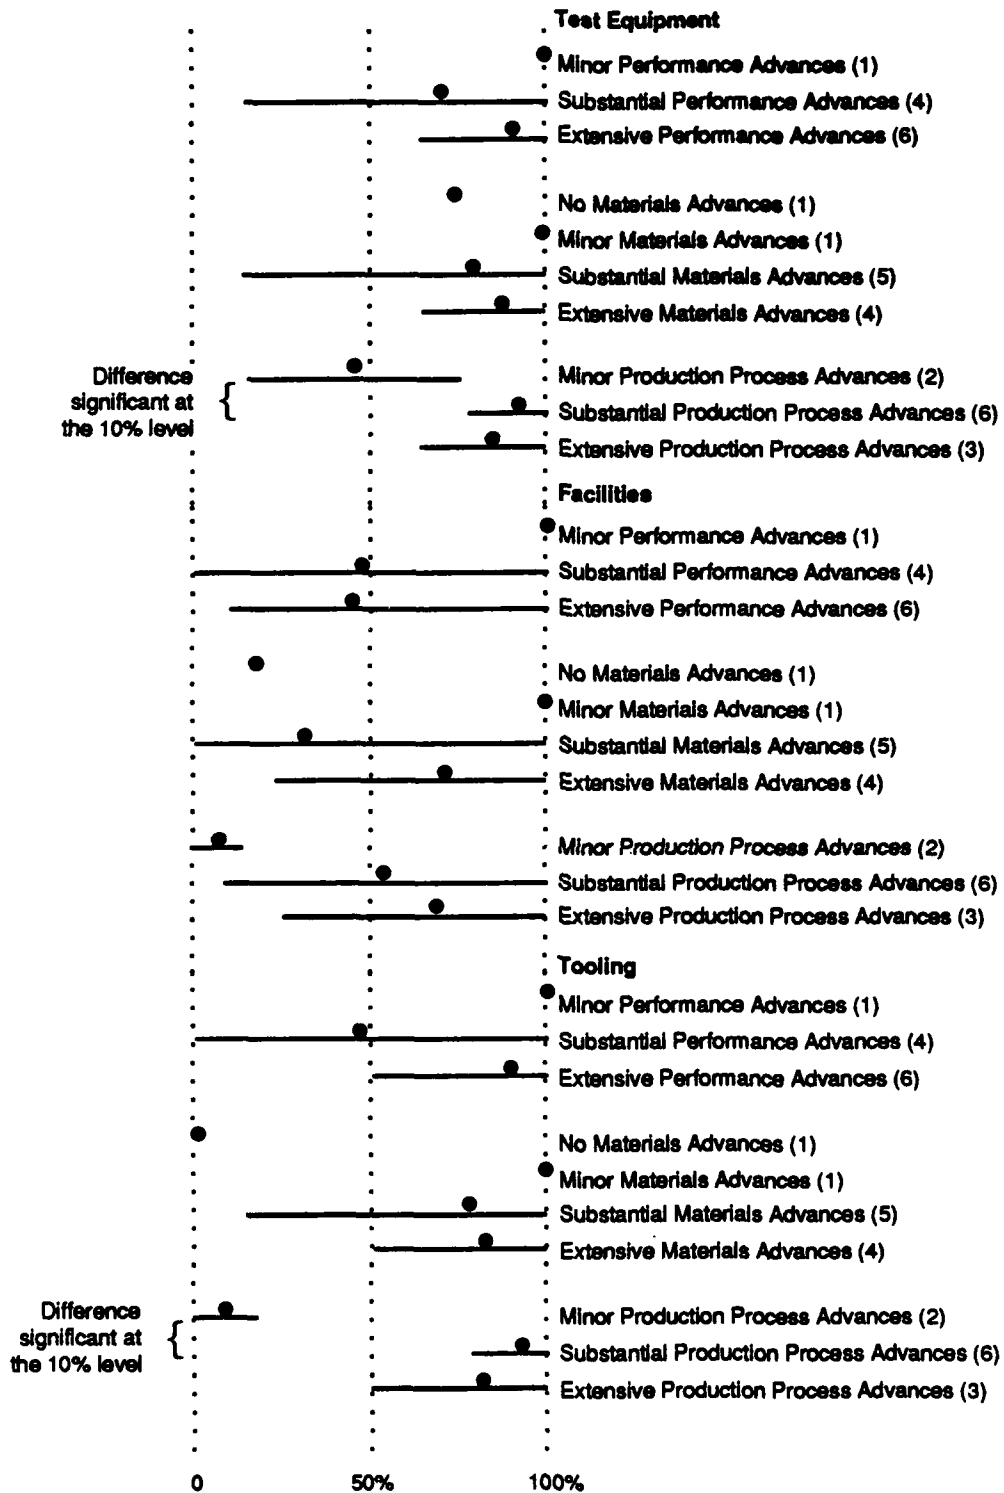 Test Equipment
Minor Performance Advances (1)
Substantial Performance Advances (4)
Extensive Performance Advances (6)
No Materials Advances (1)
Minor Materials Advances (1)
Substantial Materials Advances (5)
Extensive Materials Advances (4)
Difference
significant at
the 10% level
{
Minor Production Process Advances (2)
Substantial Production Process Advances (6)
Extensive Production Process Advances (3)
Facilities
Minor Performance Advances (1)
Substantial Performance Advances (4)
Extensive Performance Advances (6)
No Materials Advances (1)
Minor Materials Advances (1)
Substantial Materials Advances (5)
Extensive Materials Advances (4)
Minor Production Process Advances (2)
Substantial Production Process Advances (6)
Extensive Production Process Advances (3)
Tooling
Minor Performance Advances (1)
Substantial Performance Advances (4)
Extensive Performance Advances (6)
No Materials Advances (1)
Minor Materials Advances (1)
Substantial Materials Advances (5)
Extensive Materials Advances (4)
Difference
significant at
the 10% level
{
Minor Production Process Advances (2)
Substantial Production Process Advances (6)
Extensive Production Process Advances (3)
0 50% 100%